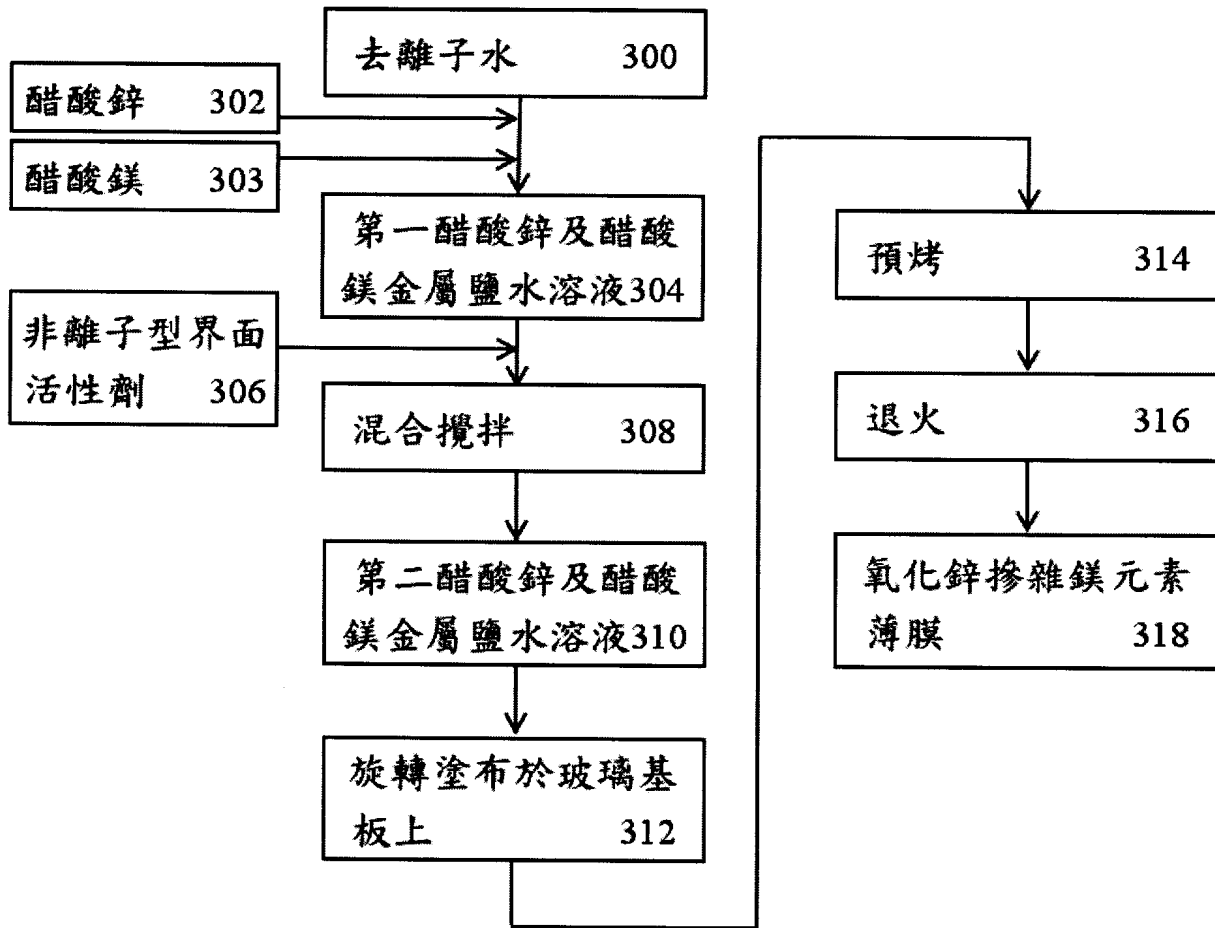 去離子水 300
醋酸鋅 302
醋酸鎂 303
第一醋酸鋅及醋酸
鎂金屬鹽水溶液304
非離子型界面
活性劑 306
混合攪拌 308
第二醋酸鋅及醋酸
鎂金屬鹽水溶液310
旋轉塗布於玻璃基
板上 312
預烤 314
退火 316
氧化鋅摻雜鎂元素
薄膜 318